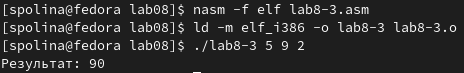 [spolina@fedora lab08]$ nasm -f elf lab8-3.asm
[spolina@fedora lab08]$ ld -m elf_i386 -o lab8-3 lab8-3.o
[spolina@fedora lab08]$ ./lab8-3 5 9 2
Результат: 90